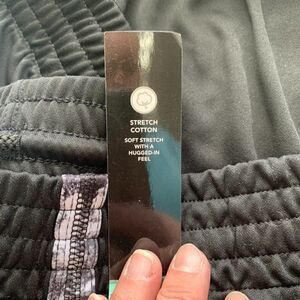 STRETCH
COTTON
SOFT STRETCH
WITH A
HUGGED-IN
FEEL